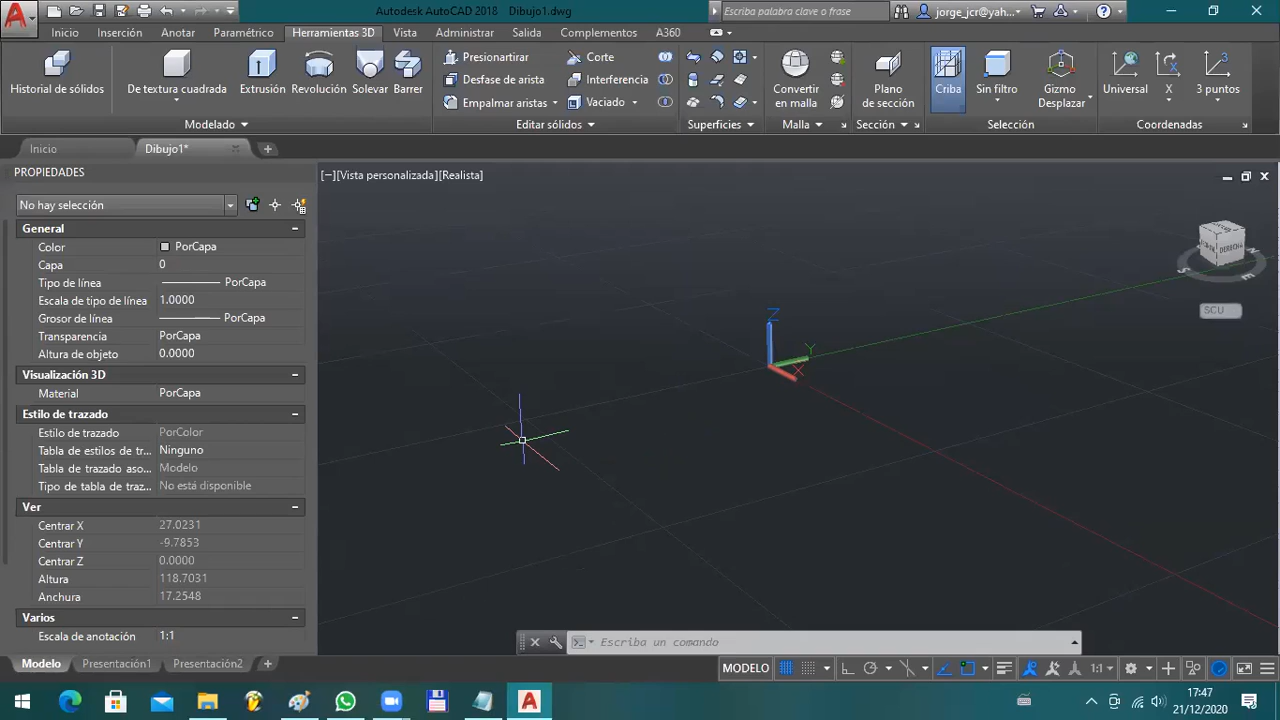 Autodesk AutoCAD 2018 Dibujo1.dwg
Escriba palabra clave o frase
jorge_jcr@yah...
Inicio Inserción Anotar Paramétrico Herramientas 3D Vista Administrar Salida Complementos A360
Historial de sólidos
De textura cuadrada
Extrusión
Revolución
Solevar
Barrer
Presionartirar
Desfase de arista
Empalmar aristas
Corte
Interferencia
Vaciado
Convertir
en malla
Plano
de sección
Criba
Sin filtro
Gizmo
Desplazar
Universal
X
3 puntos
Modelado
Editar sólidos
Superficies
Malla
Sección
Selección
Coordenadas
Inicio
Dibujo1*
PROPIEDADES
[−][Vista personalizada][Realista]
No hay selección
General
Color PorCapa
Capa 0
Tipo de línea PorCapa
Escala de tipo de línea 1.0000
Grosor de línea PorCapa
Transparencia PorCapa
Altura de objeto 0.0000
Visualización 3D
Material PorCapa
Estilo de trazado
Estilo de trazado PorColor
Tabla de estilos de tr... Ninguno
Tabla de trazado aso... Modelo
Tipo de tabla de traz... No está disponible
Ver
Centrar X 27.0231
Centrar Y -9.7853
Centrar Z 0.0000
Altura 118.7031
Anchura 17.2548
Varios
Escala de anotación 1:1
Z
Y
X
DERECHA
N
S
E
SCU
Escriba un comando
Modelo Presentación1 Presentación2
MODELO
1:1
17:47
21/12/2020